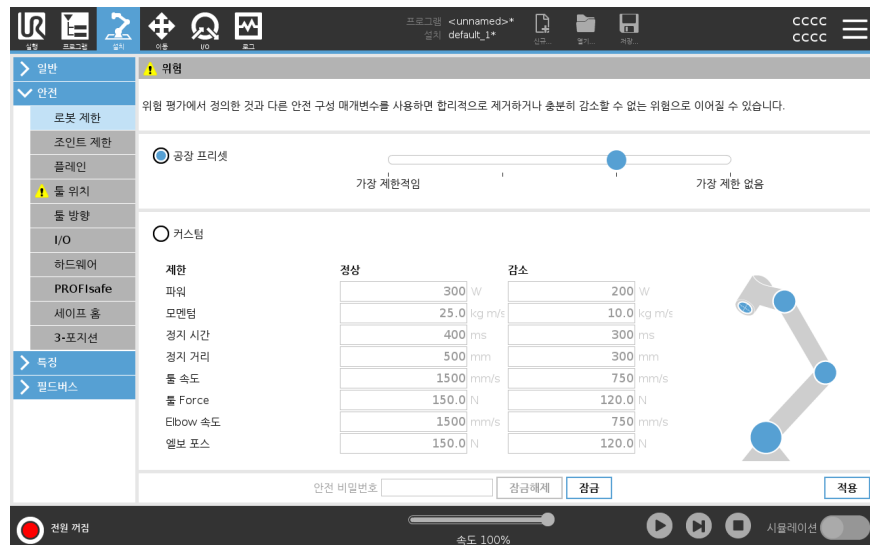 UR
실행
프로그램
설치
이동
I/O
로그
프로그램 <unnamed>*
설치 default_1*
신규...
열기...
저장...
cccc
cccc
일반
안전
로봇 제한
조인트 제한
플레인
툴 위치
툴 방향
I/O
하드웨어
PROFIsafe
세이프 홈
3-포지션
특징
필드버스
위험
위험 평가에서 정의한 것과 다른 안전 구성 매개변수를 사용하면 합리적으로 제거하거나 충분히 감소할 수 없는 위험으로 이어질 수 있습니다.
공장 프리셋
가장 제한적임 가장 제한 없음
커스텀
제한 정상 감소
파워 300 W 200 W
모멘텀 25.0 kg m/s 10.0 kg m/s
정지 시간 400 ms 300 ms
정지 거리 500 mm 300 mm
툴 속도 1500 mm/s 750 mm/s
툴 Force 150.0 N 120.0 N
Elbow 속도 1500 mm/s 750 mm/s
엘보 포스 150.0 N 120.0 N
안전 비밀번호 잠금해제 잠금 적용
전원 꺼짐
속도 100%
시뮬레이션